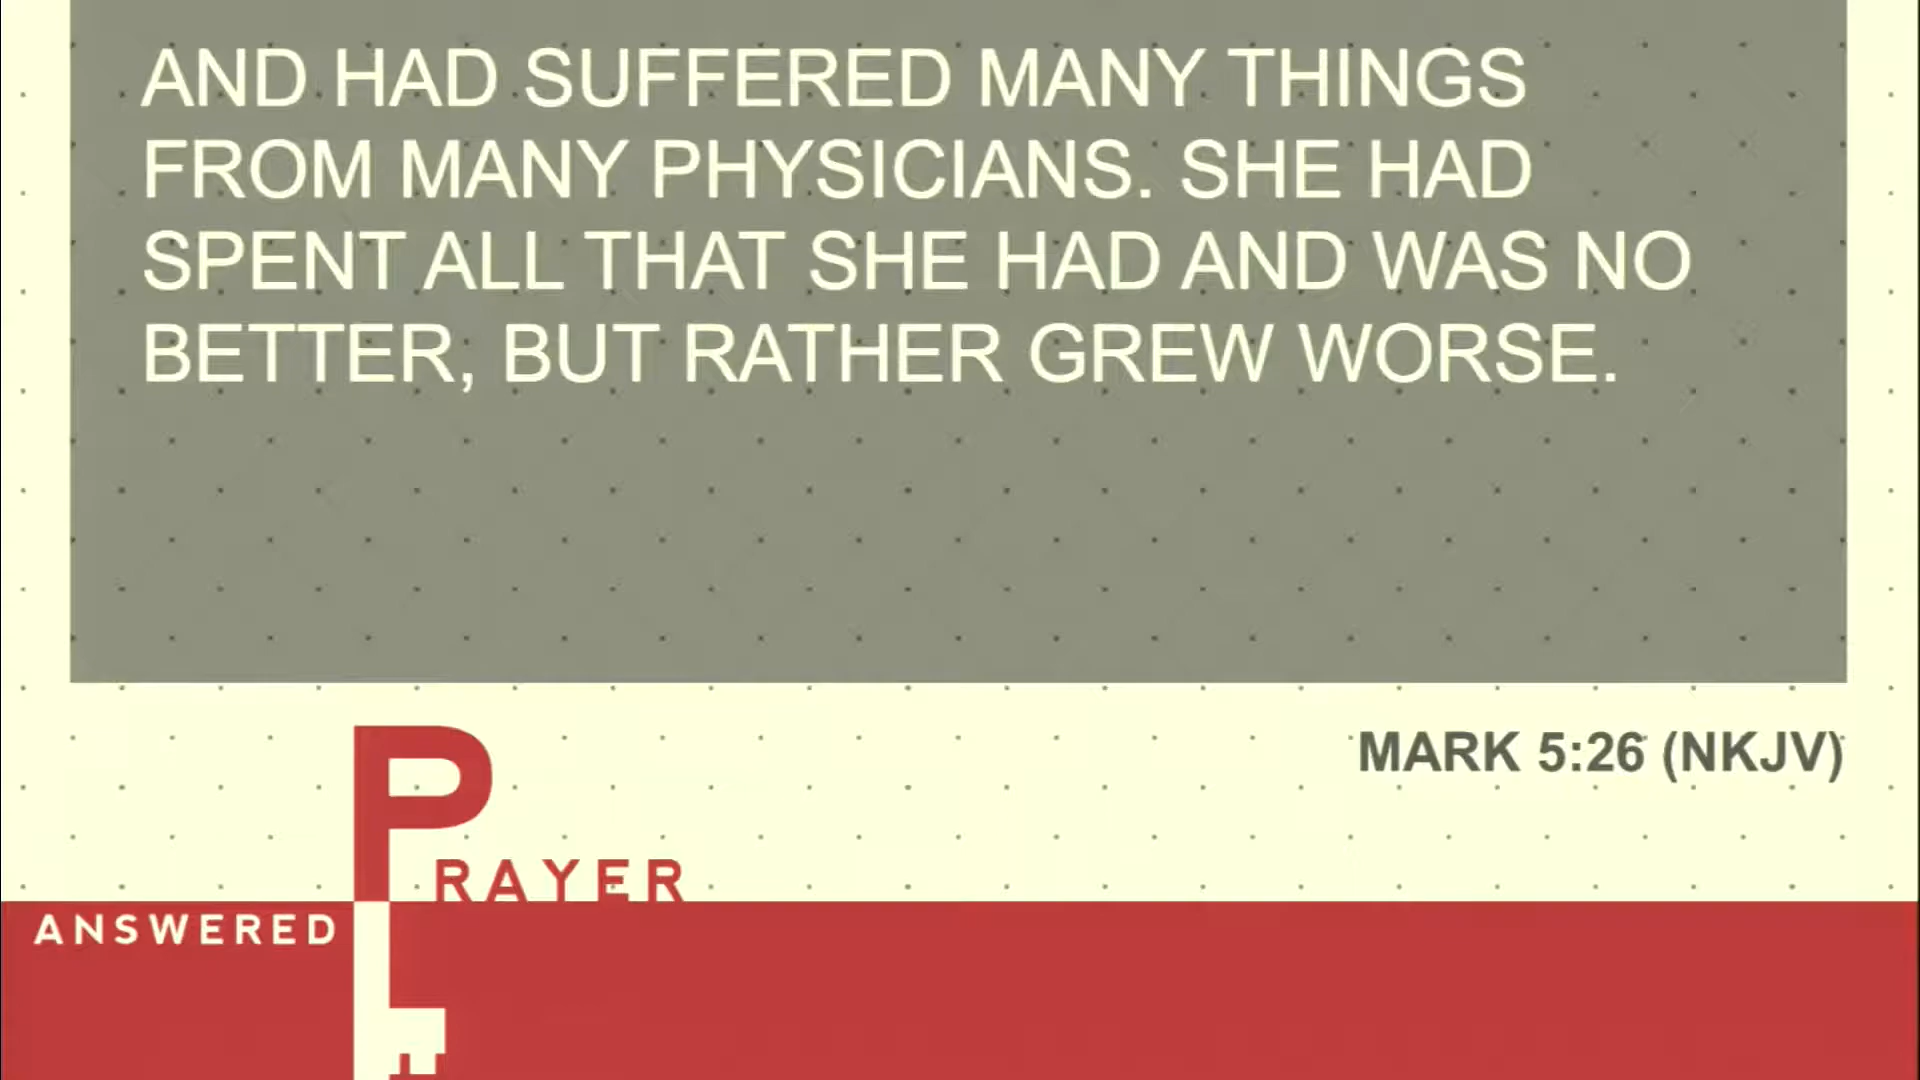 AND HAD SUFFERED MANY THINGS
FROM MANY PHYSICIANS. SHE HAD
SPENT ALL THAT SHE HAD AND WAS NO
BETTER, BUT RATHER GREW WORSE.
MARK 5:26 (NKJV)
PRAYER
ANSWERED